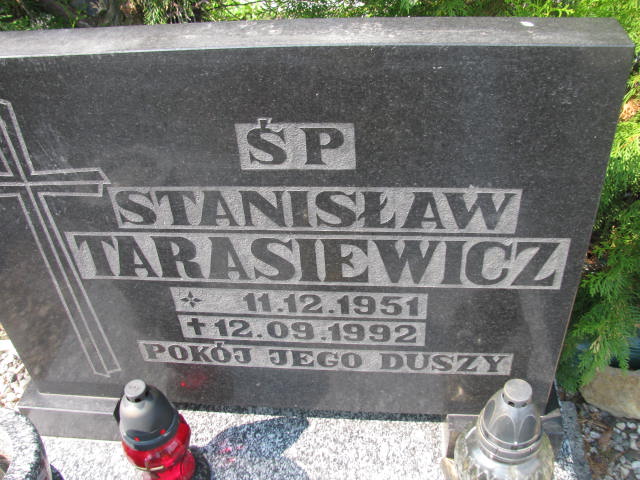 ŚP
STANISŁAW
TARASIEWICZ
11.12.1951
12.09.1992
POKÓJ JEGO DUSZY